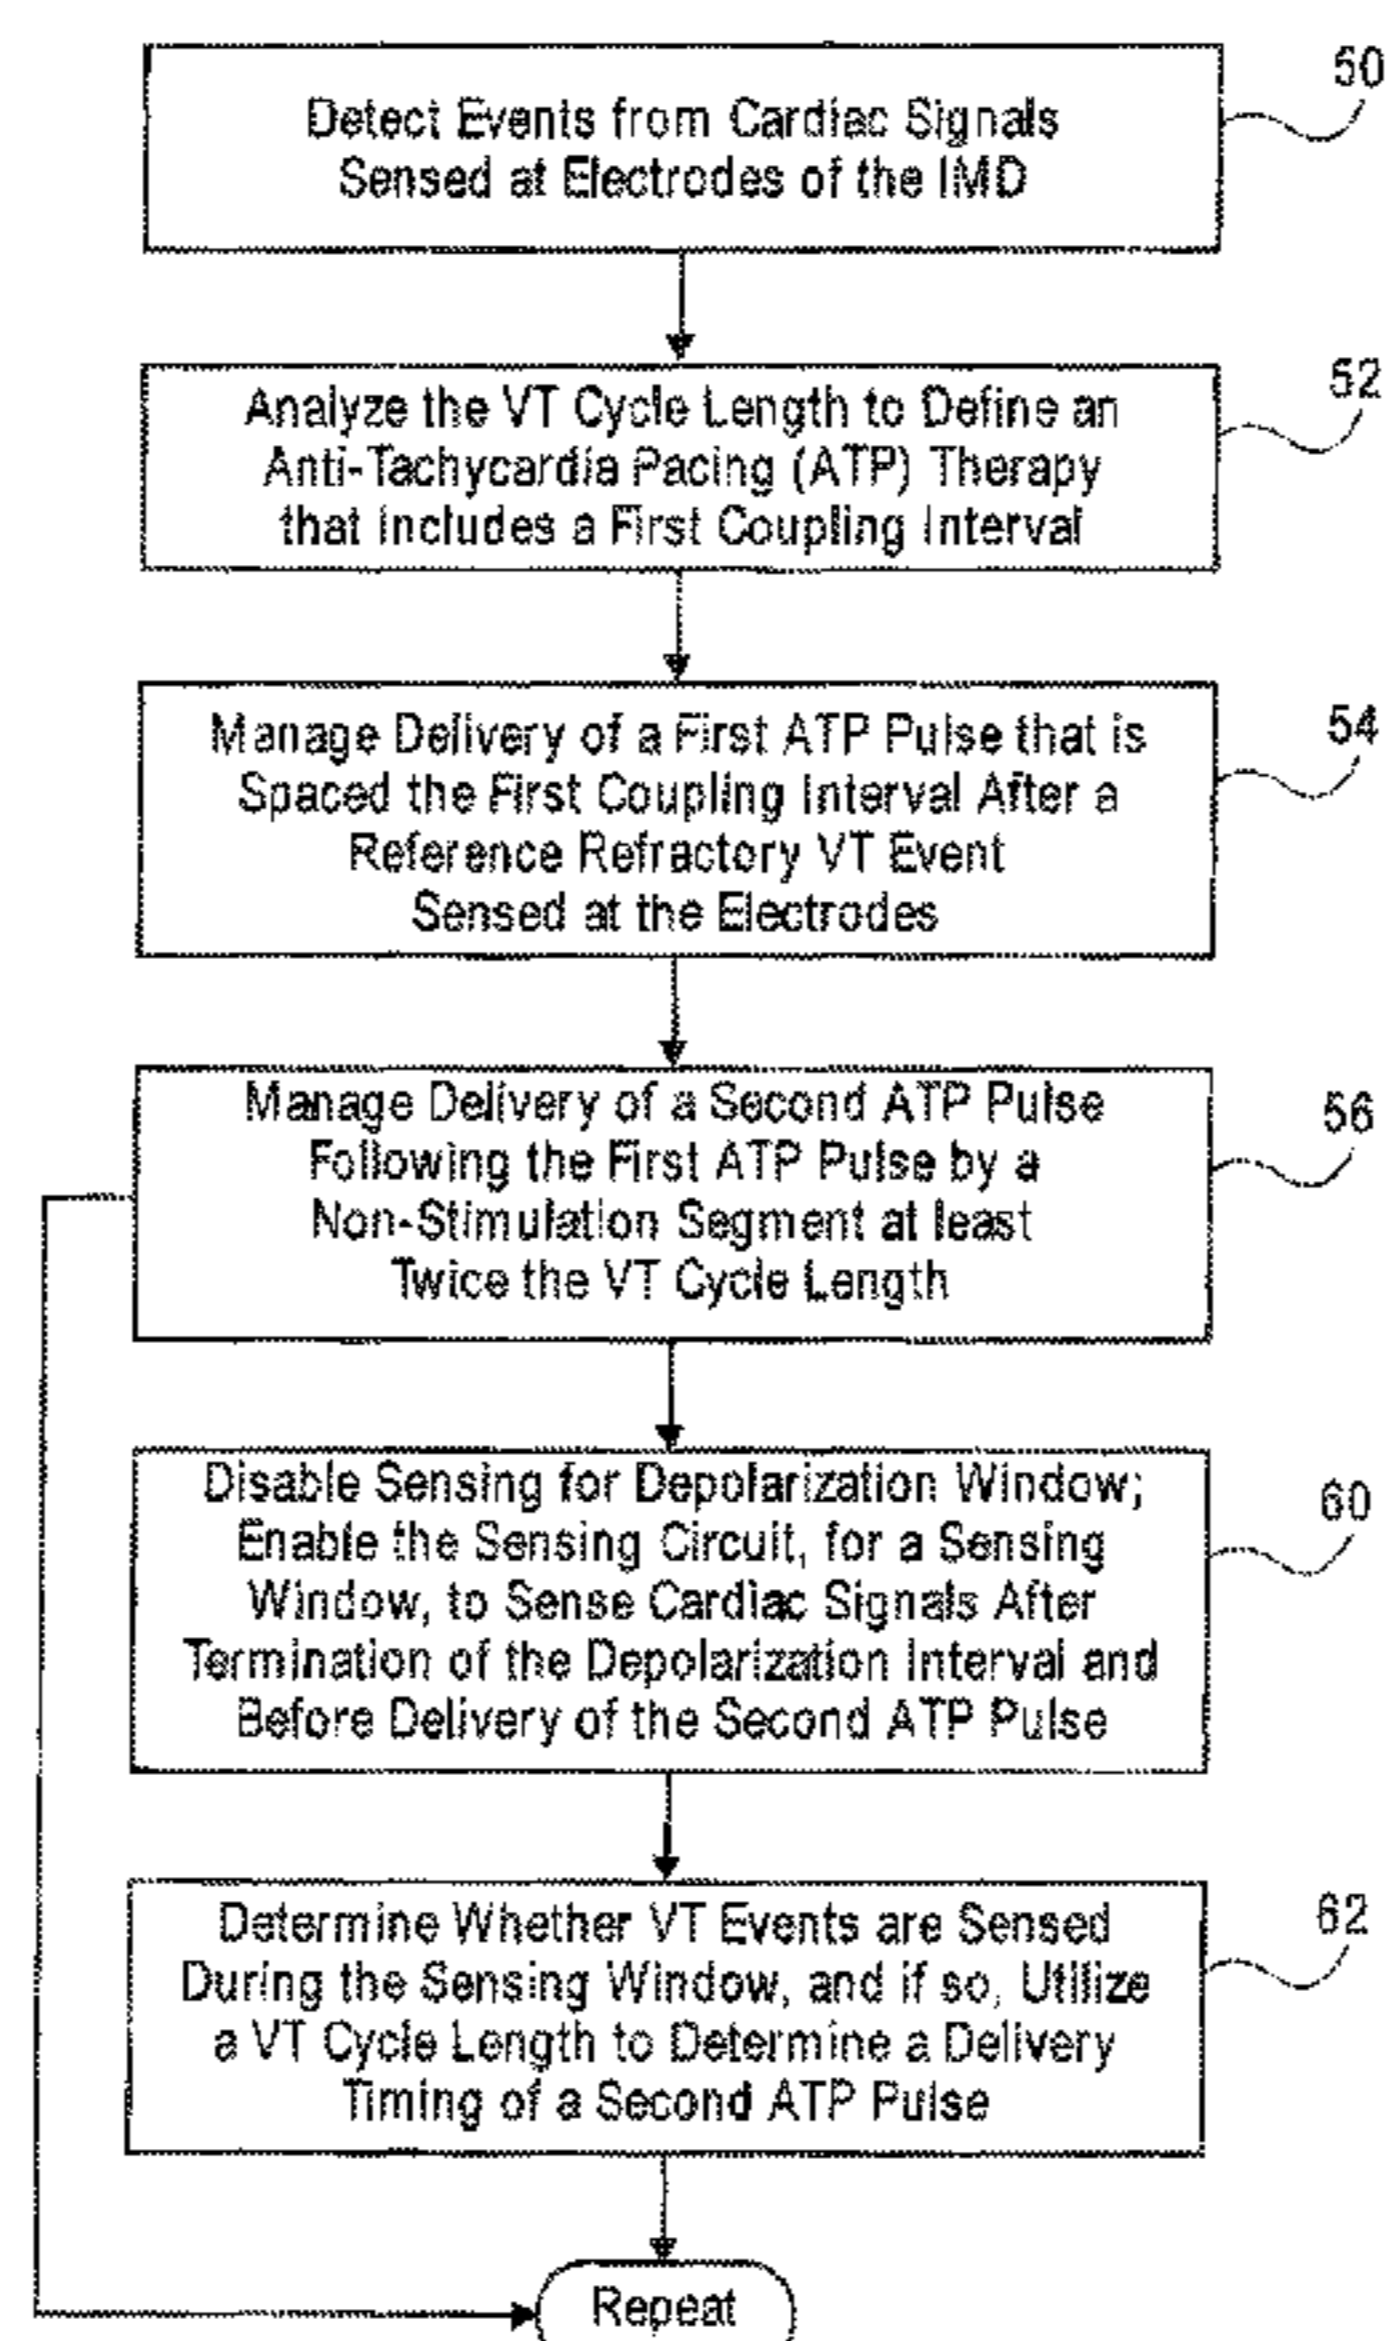 50
Detect Events from Cardiac Signals
Sensed at Electrodes of the IMD
52
Analyze the VT Cycle Length to Define an
Anti-Tachycardia Pacing (ATP) Therapy
that includes a First Coupling Interval
54
Manage Delivery of a First ATP Pulse that is
Spaced the First Coupling Interval After a
Reference Refractory VT Event
Sensed at the Electrodes
56
Manage Delivery of a Second ATP Pulse
Following the First ATP Pulse by a
Non-Stimulation Segment at least
Twice the VT Cycle Length
60
Disable Sensing for Depolarization Window;
Enable the Sensing Circuit, for a Sensing
Window, to Sense Cardiac Signals After
Termination of the Depolarization Interval and
Before Delivery of the Second ATP Pulse
62
Determine Whether VT Events are Sensed
During the Sensing Window, and if so, Utilize
a VT Cycle Length to Determine a Delivery
Timing of a Second ATP Pulse
Repeat